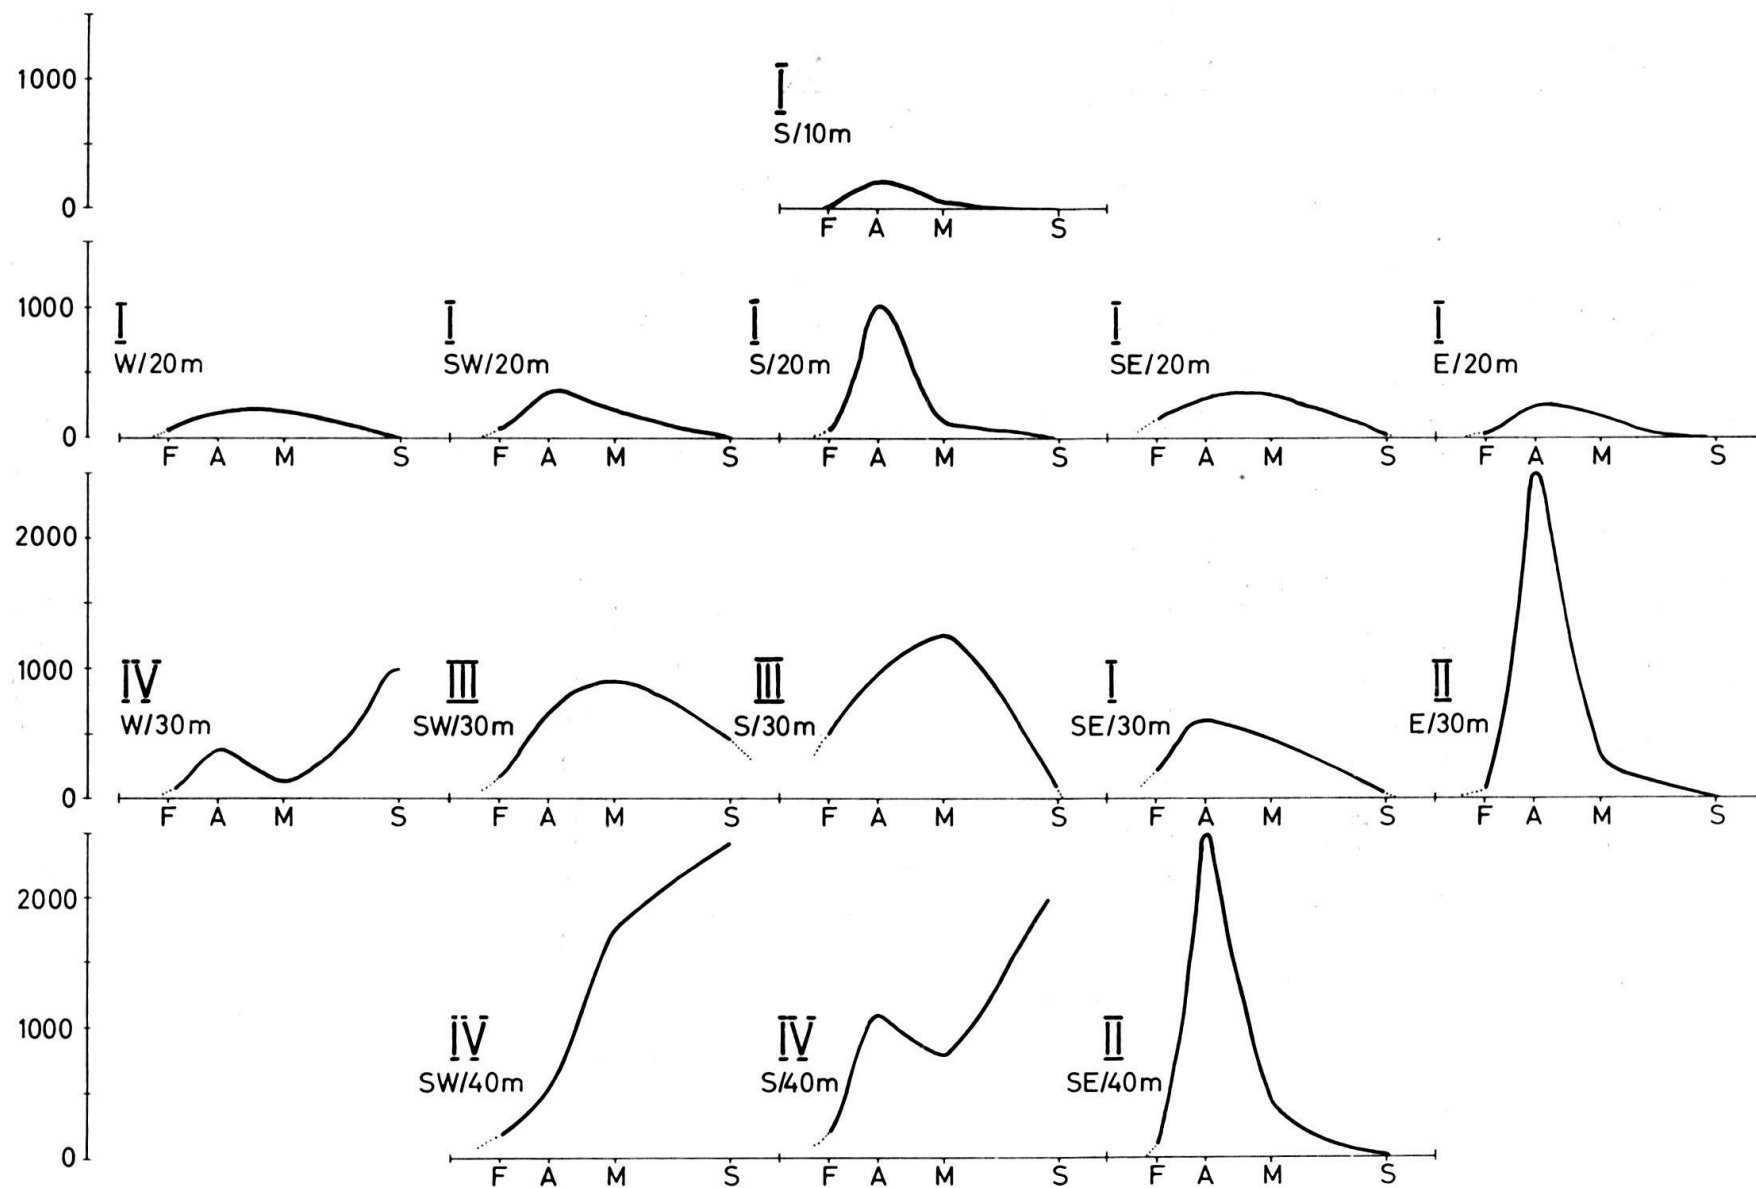 1000
I
S/10m
0
F A M S
1000
I I I I I
W/20m SW/20m S/20m SE/20m E/20m
0
F A M S F A M S F A M S F A M S F A M S
2000
1000
IV III III I II
W/30m SW/30m S/30m SE/30m E/30m
0
F A M S F A M S F A M S F A M S F A M S
2000
1000
IV IV II
SW/40m S/40m SE/40m
0
F A M S F A M S F A M S